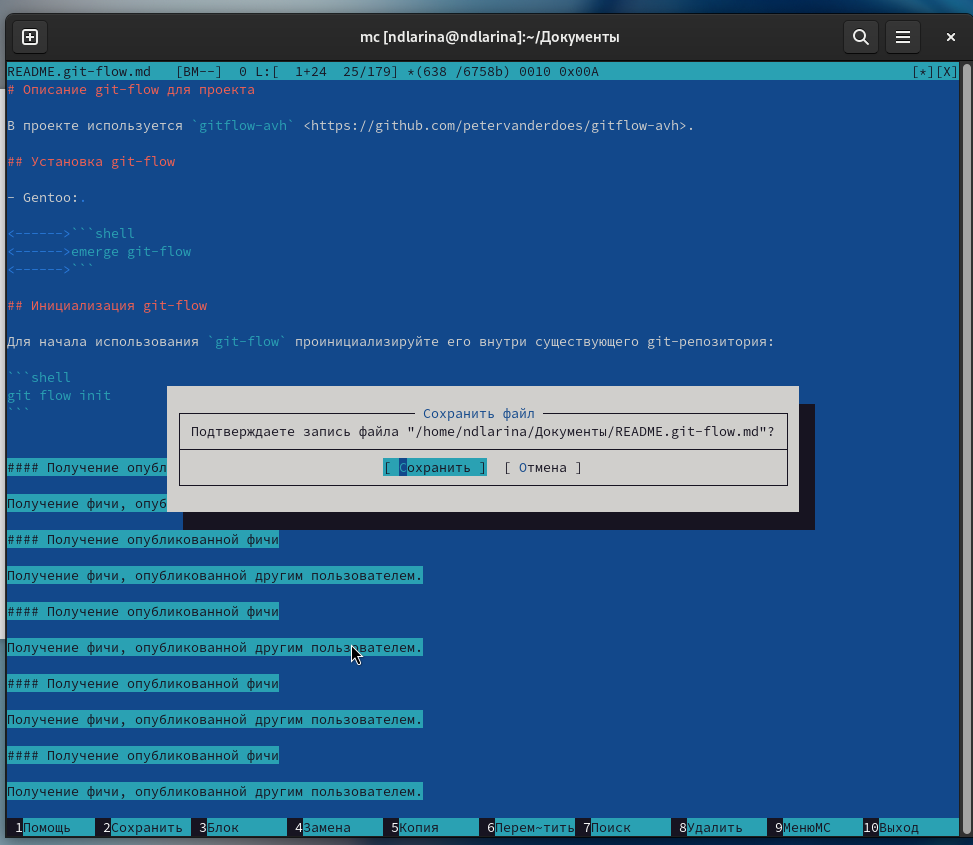 mc [ndlarina@ndlarina]:~/Документы
README.git-flow.md   [BM--]  0 L:[  1+24  25/179] *(638 /6758b) 0010 0x00A   [*][X]
# Описание git-flow для проекта
В проекте используется `gitflow-avh` <https://github.com/petervanderdoes/gitflow-avh>.
## Установка git-flow
- Gentoo:.
<------>```shell
<------>emerge git-flow
<------>```
## Инициализация git-flow
Для начала использования `git-flow` проинициализируйте его внутри существующего git-репозитория:
```shell
git flow init
```
Сохранить файл
Подтверждаете запись файла "/home/ndlarina/Документы/README.git-flow.md"?
[ Сохранить ]  [ Отмена ]
#### Получение опубл
Получение фичи, опуб
#### Получение опубликованной фичи
Получение фичи, опубликованной другим пользователем.
#### Получение опубликованной фичи
Получение фичи, опубликованной другим пользователем.
#### Получение опубликованной фичи
Получение фичи, опубликованной другим пользователем.
#### Получение опубликованной фичи
Получение фичи, опубликованной другим пользователем.
1Помощь  2Сохранить  3Блок  4Замена  5Копия  6Перем~тить  7Поиск  8Удалить  9МенюMC  10Выход